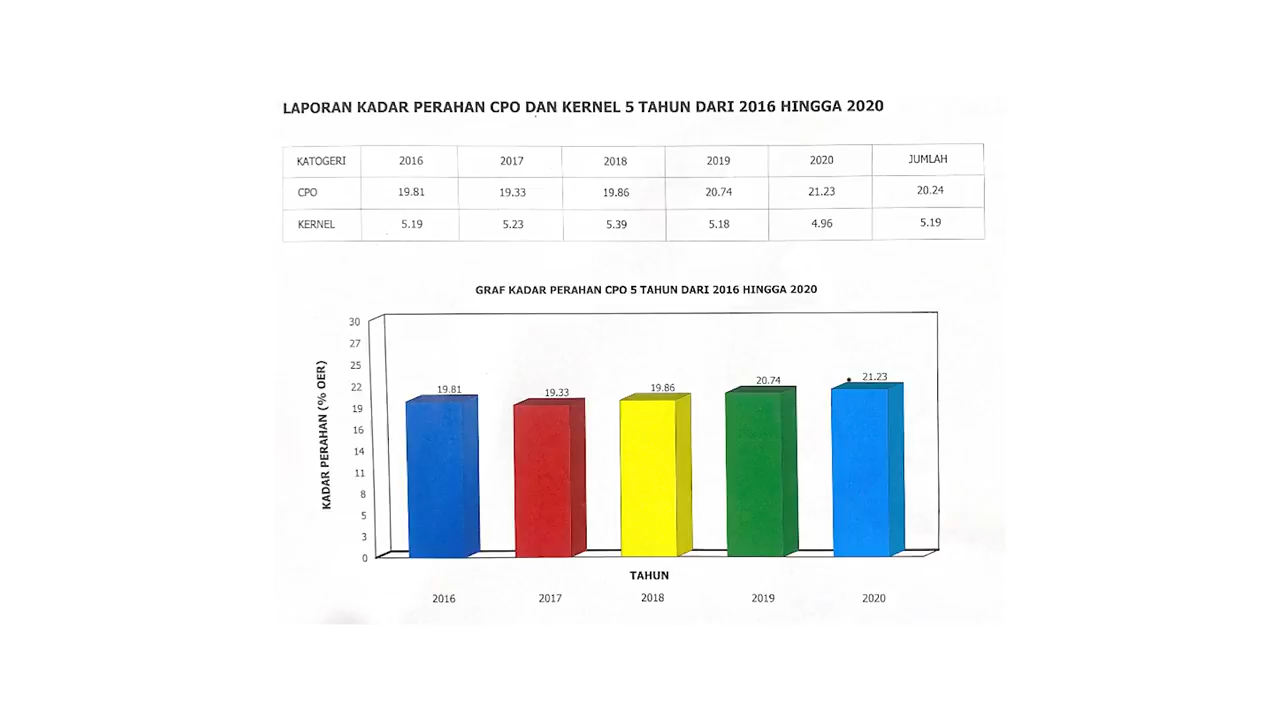 LAPORAN KADAR PERAHAN CPO DAN KERNEL 5 TAHUN DARI 2016 HINGGA 2020
KATOGERI 2016 2017 2018 2019 2020 JUMLAH
CPO 19.81 19.33 19.86 20.74 21.23 20.24
KERNEL 5.19 5.23 5.39 5.18 4.96 5.19
GRAF KADAR PERAHAN CPO 5 TAHUN DARI 2016 HINGGA 2020
KADAR PERAHAN (% OER)
30
27
25
22
19
16
14
11
8
5
3
0
19.81 19.33 19.86 20.74 21.23
TAHUN
2016 2017 2018 2019 2020